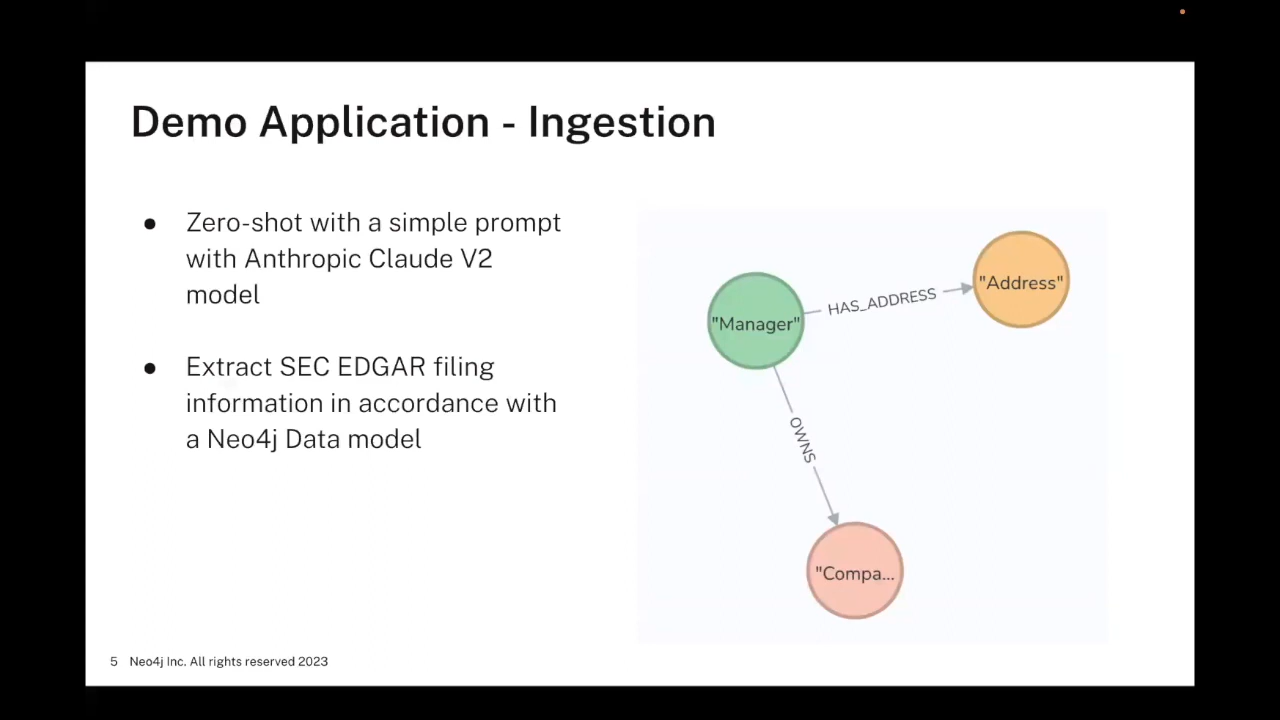 Demo Application - Ingestion
● Zero-shot with a simple prompt
with Anthropic Claude V2
model
● Extract SEC EDGAR filing
information in accordance with
a Neo4j Data model
"Manager"
HAS_ADDRESS
"Address"
OWNS
"Compa...
5 Neo4j Inc. All rights reserved 2023